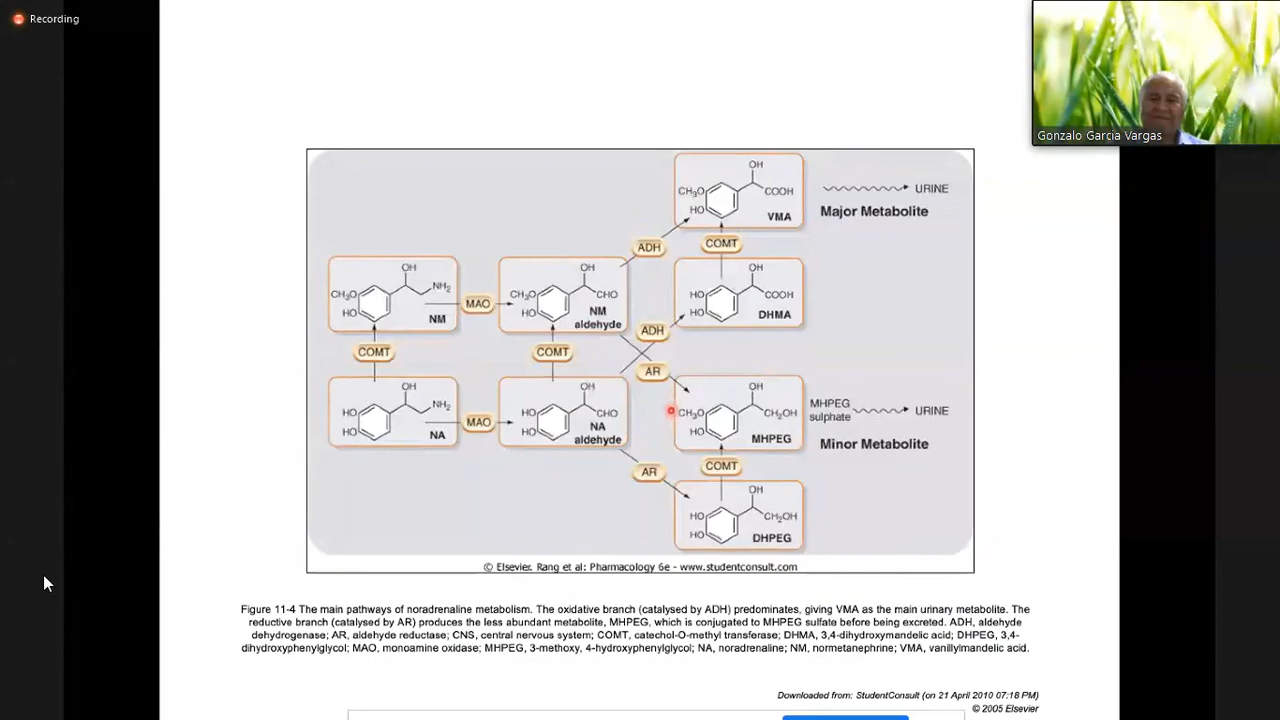 Recording
Gonzalo Garcia Vargas
OH
CH₃O
COOH
HO
VMA
URINE
Major Metabolite
ADH
COMT
OH
CH₃O
NH₂
HO
NM
MAO
OH
CH₃O
CHO
HO
NM
aldehyde
OH
HO
COOH
HO
DHMA
ADH
COMT
COMT
AR
OH
HO
NH₂
HO
NA
MAO
OH
HO
CHO
HO
NA
aldehyde
OH
CH₃O
CH₂OH
HO
MHPEG
MHPEG
sulphate
URINE
Minor Metabolite
AR
COMT
OH
HO
CH₂OH
HO
DHPEG
© Elsevier. Rang et al: Pharmacology 6e - www.studentconsult.com
Figure 11-4 The main pathways of noradrenaline metabolism. The oxidative branch (catalysed by ADH) predominates, giving VMA as the main urinary metabolite. The
reductive branch (catalysed by AR) produces the less abundant metabolite, MHPEG, which is conjugated to MHPEG sulfate before being excreted. ADH, aldehyde
dehydrogenase; AR, aldehyde reductase; CNS, central nervous system; COMT, catechol-O-methyl transferase; DHMA, 3,4-dihydroxymandelic acid; DHPEG, 3,4-
dihydroxyphenylglycol; MAO, monoamine oxidase; MHPEG, 3-methoxy, 4-hydroxyphenylglycol; NA, noradrenaline; NM, normetanephrine; VMA, vanillylmandelic acid.
Downloaded from: StudentConsult (on 21 April 2010 07:18 PM)
© 2005 Elsevier